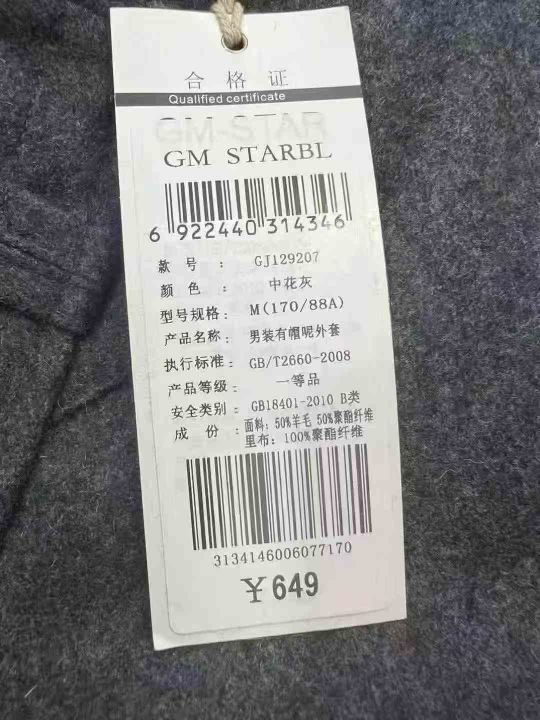 合格证
Qualified certificate
GM-STAR
GM STARBL
6 922440 314346
款号: GJ129207
颜色: 中花灰
型号规格: M(170/88A)
产品名称: 男装有帽呢外套
执行标准: GB/T2660-2008
产品等级: 一等品
安全类别: GB18401-2010 B类
成份: 面料: 50%羊毛 50%聚酯纤维
里布: 100%聚酯纤维
3134146006077170
¥649